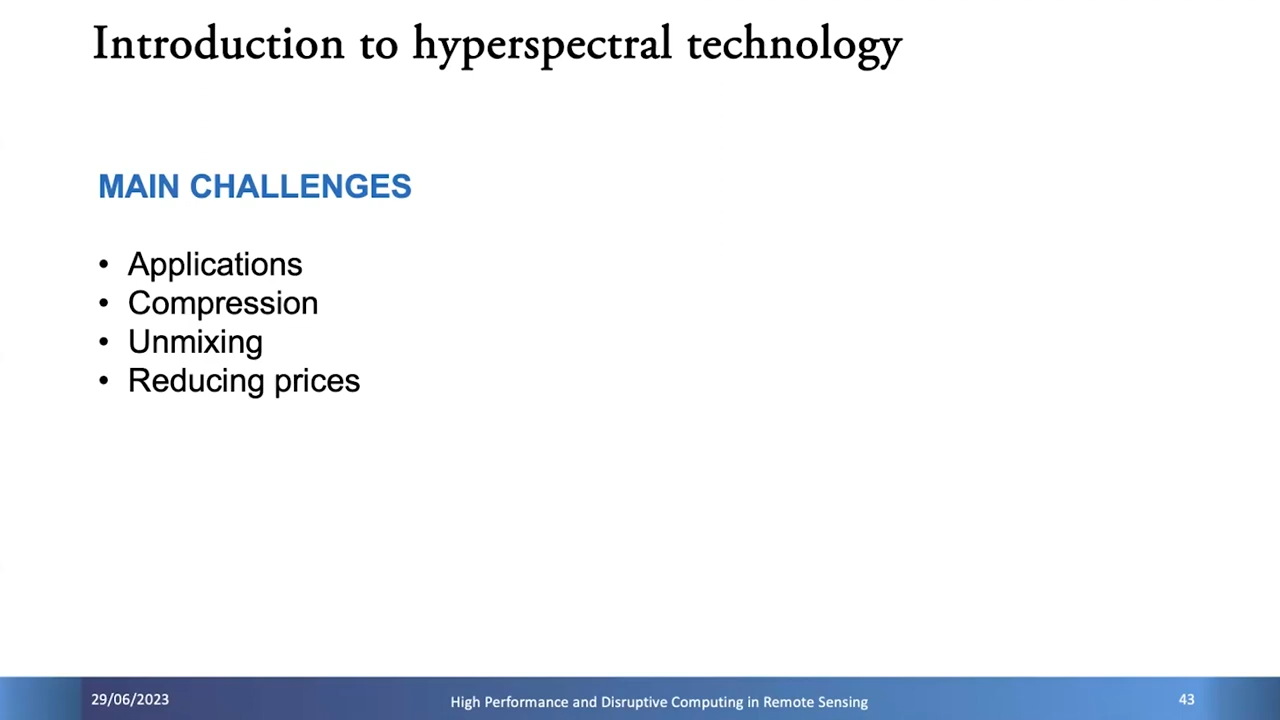 Introduction to hyperspectral technology
MAIN CHALLENGES
• Applications
• Compression
• Unmixing
• Reducing prices
29/06/2023
High Performance and Disruptive Computing in Remote Sensing
43